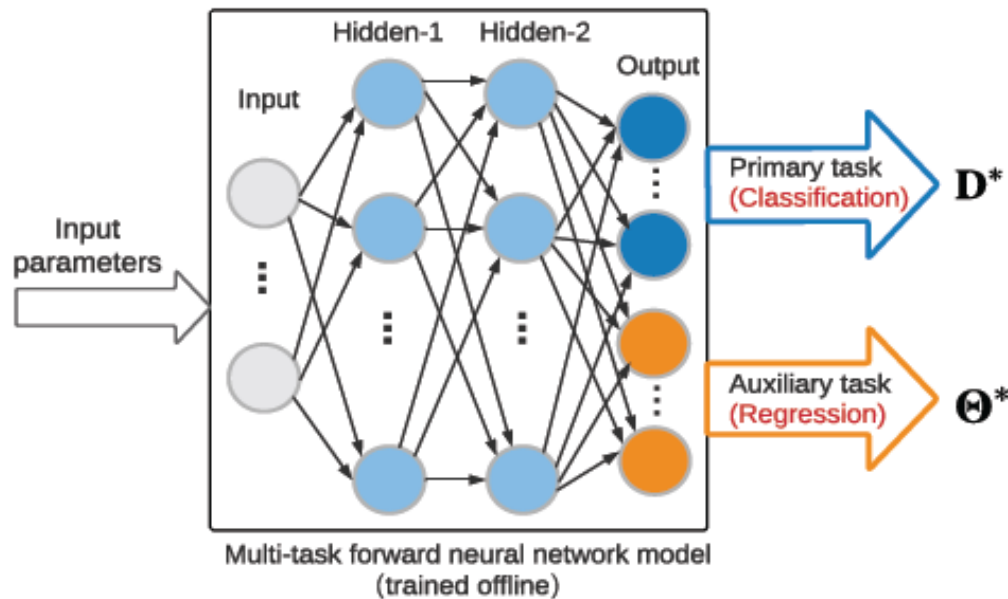 Hidden-1
Hidden-2
Output
Input
Input
parameters
Primary task
(Classification)
D*
Auxiliary task
(Regression)
Θ*
Multi-task forward neural network model
(trained offline)